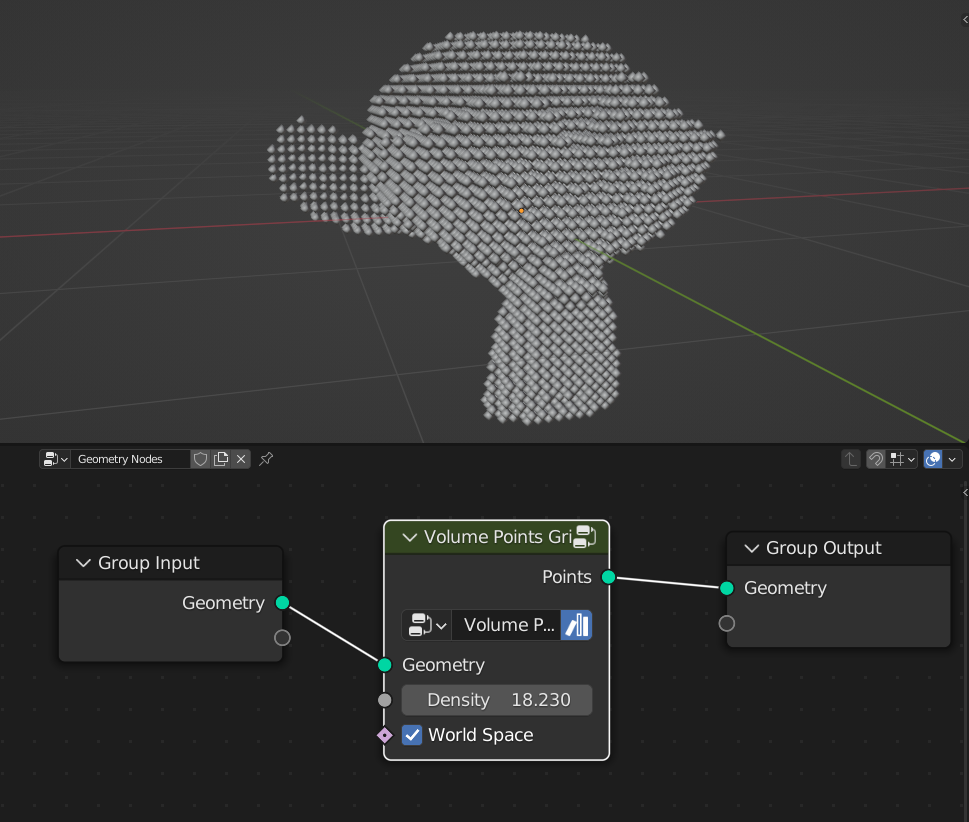 Geometry Nodes
Group Input
Geometry
Volume Points Gri
Points
Volume P...
Geometry
Density 18.230
World Space
Group Output
Geometry